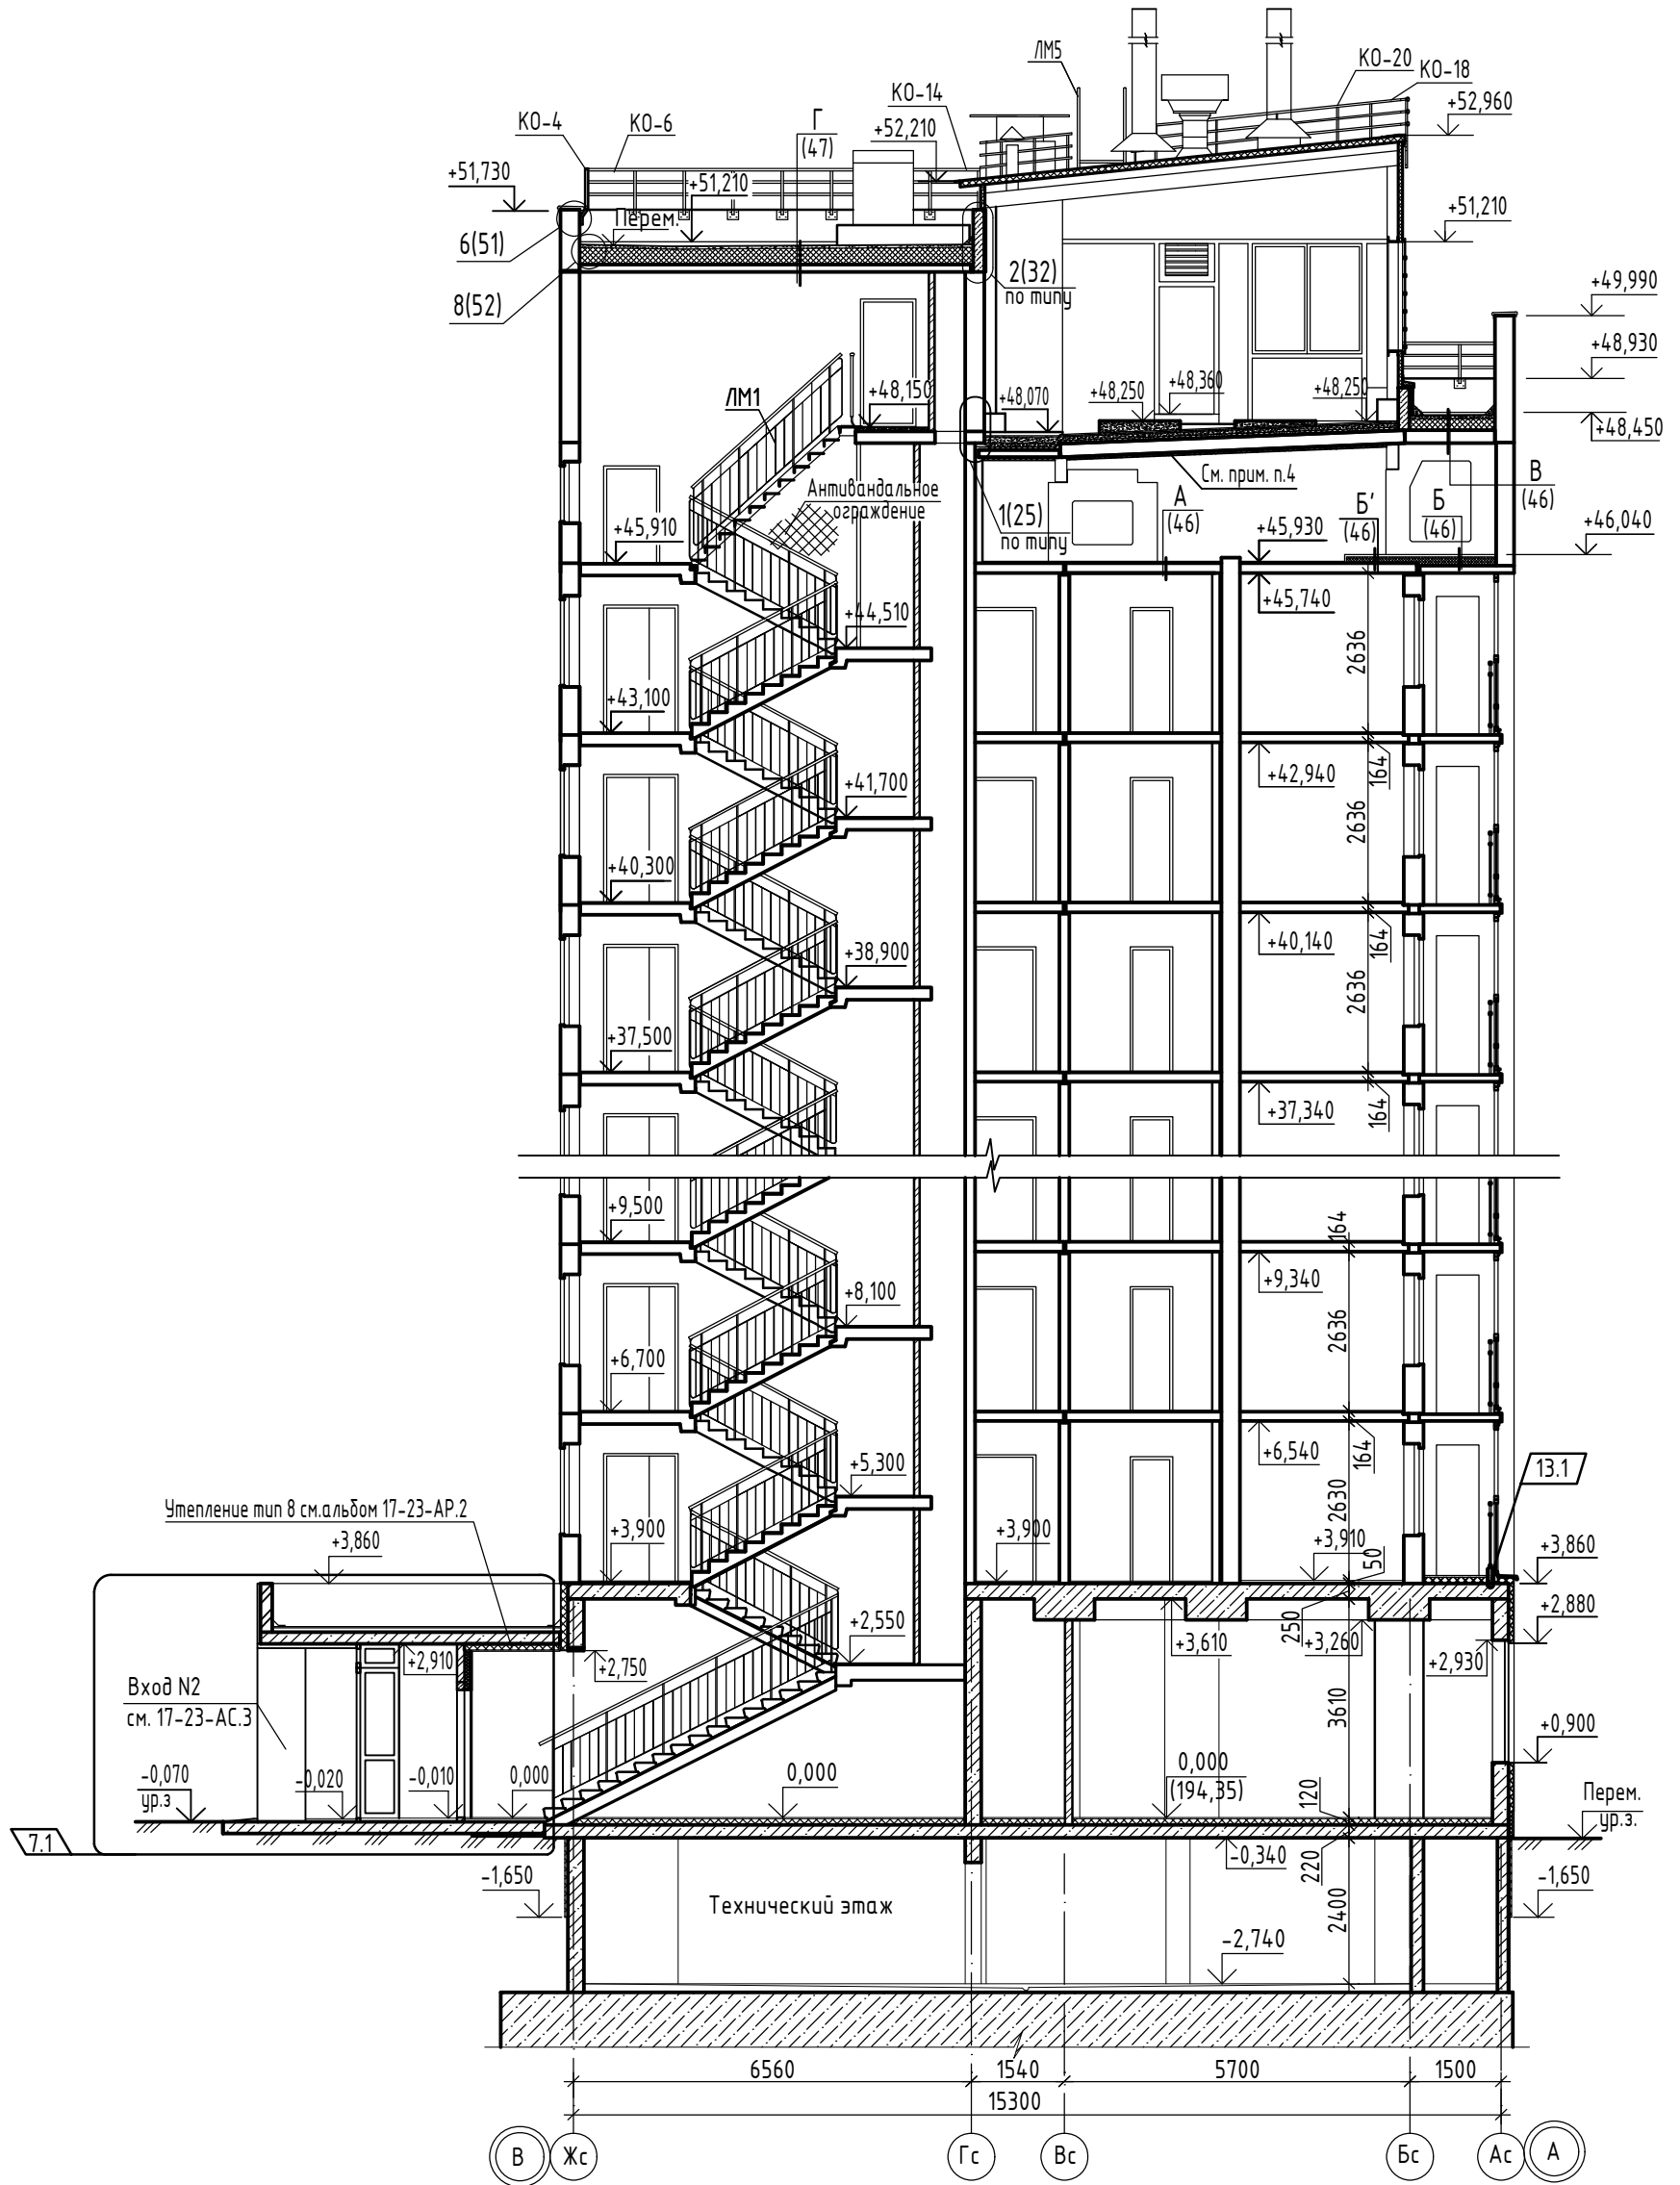 ЛМ5
КО-20
КО-18
+52,960
КО-14
КО-4
КО-6
Г
(47)
+52,210
+51,730
+51,210
Перем.
+51,210
6(51)
8(52)
2(32)
по типу
+49,990
+48,930
+48,450
ЛМ1
+48,150
+48,070
+48,250
+48,360
+48,250
См. прим. п.4
Антивандальное
ограждение
1(25)
по типу
А
(46)
Б'
(46)
Б
(46)
В
(46)
+45,910
+45,930
+46,040
+45,740
+44,510
2636
+43,100
+42,940
164
+41,700
2636
+40,300
+40,140
164
+38,900
2636
+37,500
+37,340
164
+9,500
164
+9,340
+8,100
2636
+6,700
+6,540
164
+5,300
13.1
2630
Утепление тип 8 см.альбом 17-23-АР.2
+3,860
+3,900
+3,900
+3,910
50
+3,860
+2,550
+3,610
250
+3,260
+2,880
+2,910
+2,750
+2,930
Вход N2
см. 17-23-АС.3
3610
+0,900
-0,070
ур.з
-0,020
-0,010
0,000
0,000
0,000
(194,35)
120
Перем.
ур.з.
7.1
-0,340
220
-1,650
-1,650
Технический этаж
2400
-2,740
6560
1540
5700
1500
15300
В
Жс
Гс
Вс
Бс
Ас
А